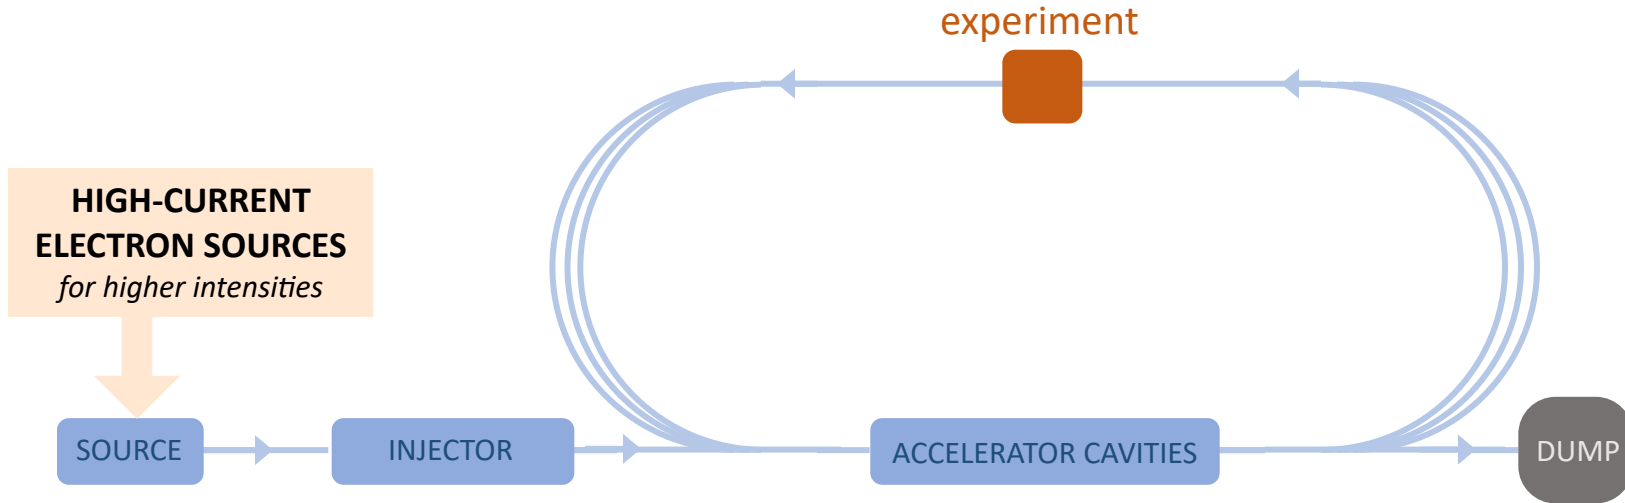 experiment
HIGH-CURRENT
ELECTRON SOURCES
for higher intensities
SOURCE
INJECTOR
ACCELERATOR CAVITIES
DUMP